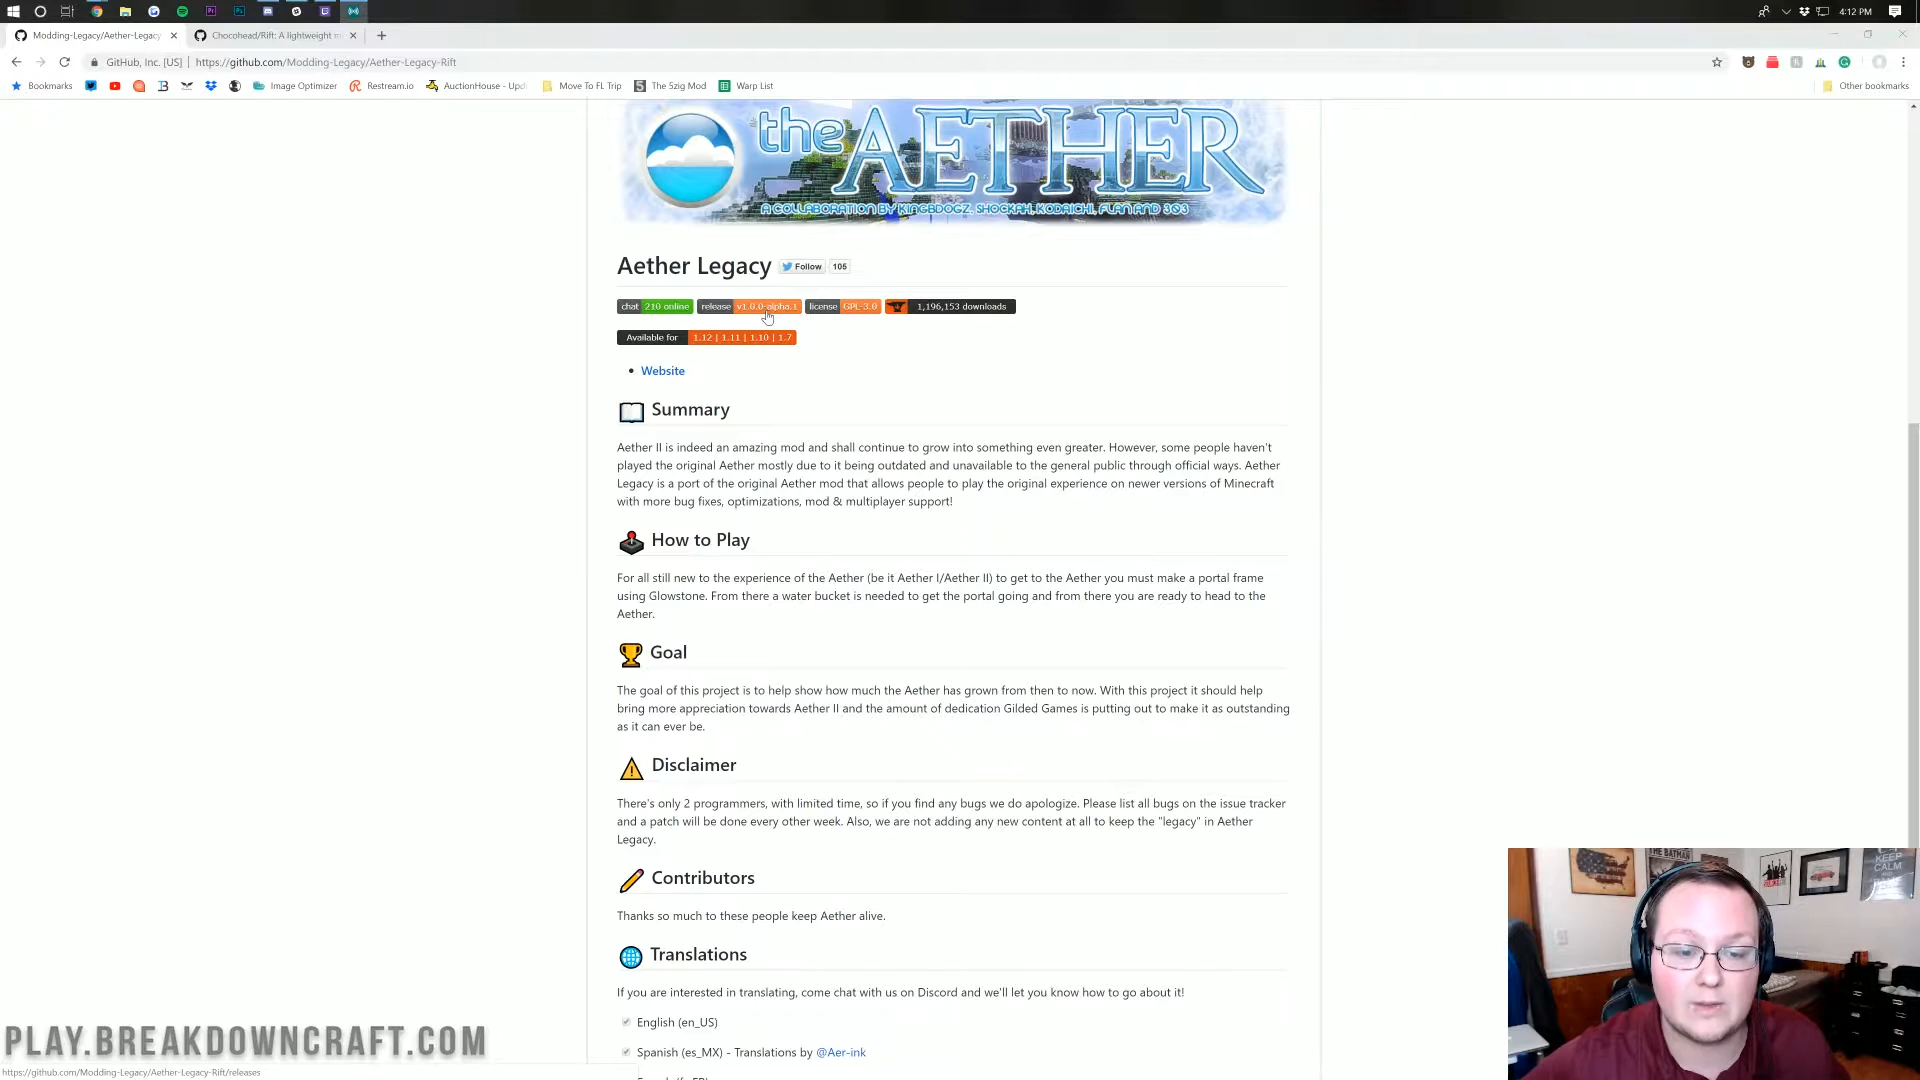 4:12 PM
Modding-Legacy/Aether-Legacy
Chocohead/Rift: A lightweight m
GitHub, Inc. [US] | https://github.com/Modding-Legacy/Aether-Legacy-Rift
Bookmarks
Image Optimizer
Restream.io
AuctionHouse - Upd
Move To FL Trip
The 5zig Mod
Warp List
Other bookmarks
the AETHER
A COLLABORATION BY KINGBDOGZ, SHOCKAH, KODAICHI, FLAN AND 303
Aether Legacy Follow 105
chat 210 online release v1.0.0-alpha.1 license GPL-3.0 1,196,153 downloads
Available for 1.12 | 1.11 | 1.10 | 1.7
Website
Summary
Aether II is indeed an amazing mod and shall continue to grow into something even greater. However, some people haven't
played the original Aether mostly due to it being outdated and unavailable to the general public through official ways. Aether
Legacy is a port of the original Aether mod that allows people to play the original experience on newer versions of Minecraft
with more bug fixes, optimizations, mod & multiplayer support!
How to Play
For all still new to the experience of the Aether (be it Aether I/Aether II) to get to the Aether you must make a portal frame
using Glowstone. From there a water bucket is needed to get the portal going and from there you are ready to head to the
Aether.
Goal
The goal of this project is to help show how much the Aether has grown from then to now. With this project it should help
bring more appreciation towards Aether II and the amount of dedication Gilded Games is putting out to make it as outstanding
as it can ever be.
Disclaimer
There's only 2 programmers, with limited time, so if you find any bugs we do apologize. Please list all bugs on the issue tracker
and a patch will be done every other week. Also, we are not adding any new content at all to keep the "legacy" in Aether
Legacy.
Contributors
Thanks so much to these people keep Aether alive.
Translations
If you are interested in translating, come chat with us on Discord and we'll let you know how to go about it!
English (en_US)
Spanish (es_MX) - Translations by @Aer-ink
PLAY.BREAKDOWNCRAFT.COM
https://github.com/Modding-Legacy/Aether-Legacy-Rift/releases
THE BATMAN
KEEP
CALM